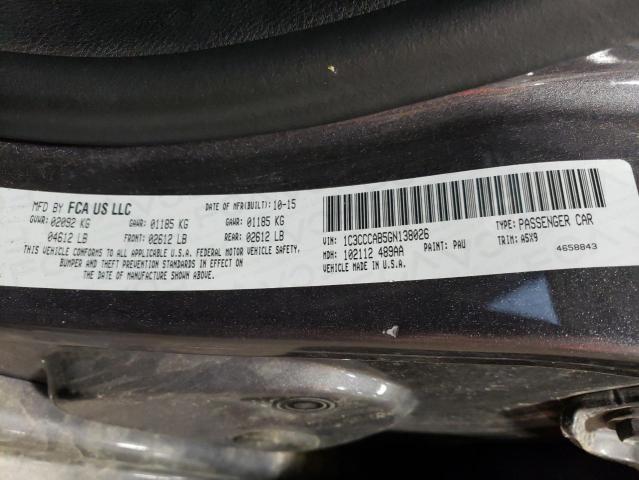 MFD BY FCA US LLC DATE OF MFR(BUILT): 10-15
GVWR: 02092 KG GAWR: 01185 KG GAWR: 01185 KG
04612 LB FRONT: 02612 LB REAR: 02612 LB
THIS VEHICLE CONFORMS TO ALL APPLICABLE U.S.A. FEDERAL MOTOR VEHICLE SAFETY,
BUMPER AND THEFT PREVENTION STANDARDS IN EFFECT ON
THE DATE OF MANUFACTURE SHOWN ABOVE.
VIN: 1C3CCCAB5GN138026 TYPE: PASSENGER CAR
MDH: 102112 489AA PAINT: PAU TRIM: A5X9
VEHICLE MADE IN U.S.A. 4658843